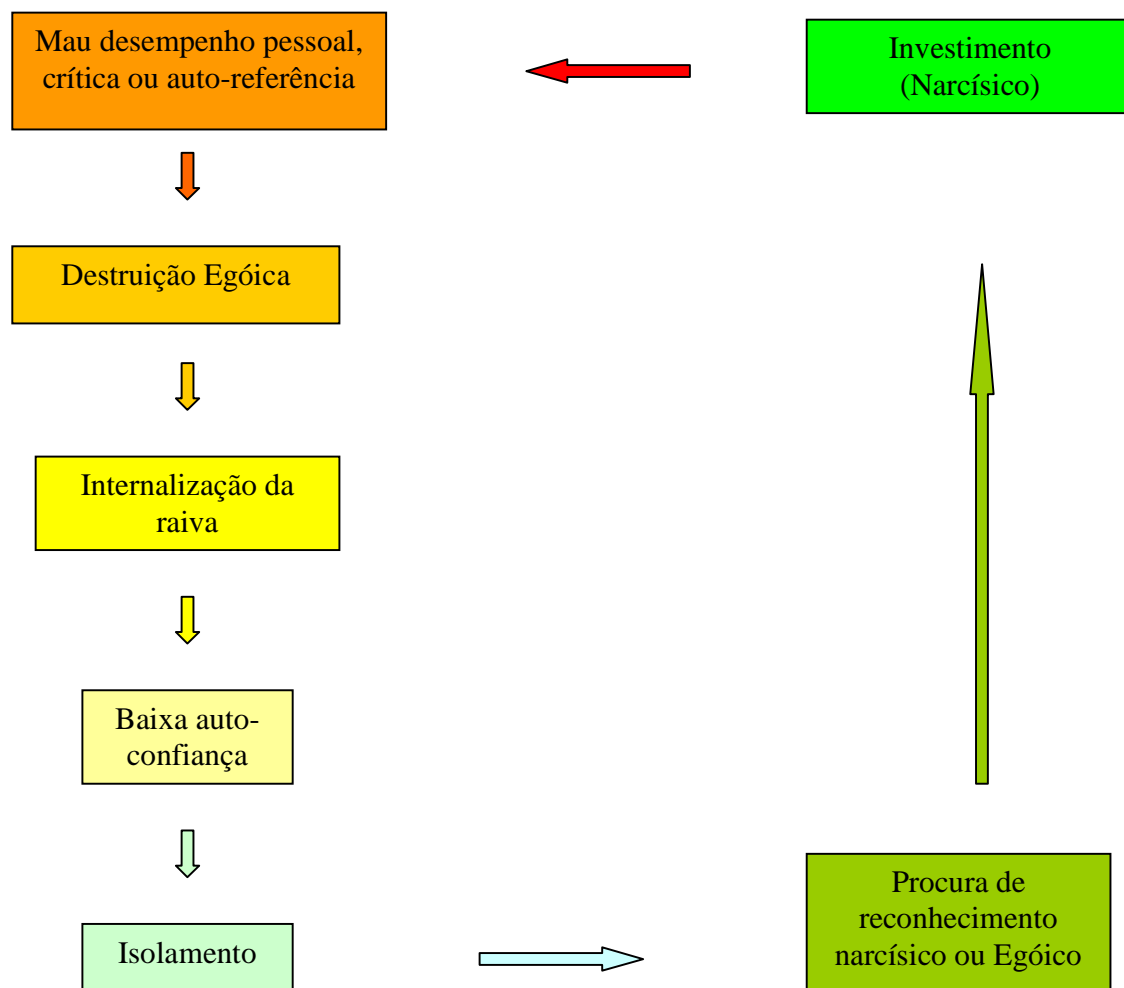 Mau desempenho pessoal,
crítica ou auto-referência
Investimento
(Narcísico)
Destruição Egóica
Internalização da
raiva
Baixa auto-
confiança
Isolamento
Procura de
reconhecimento
narcísico ou Egóico